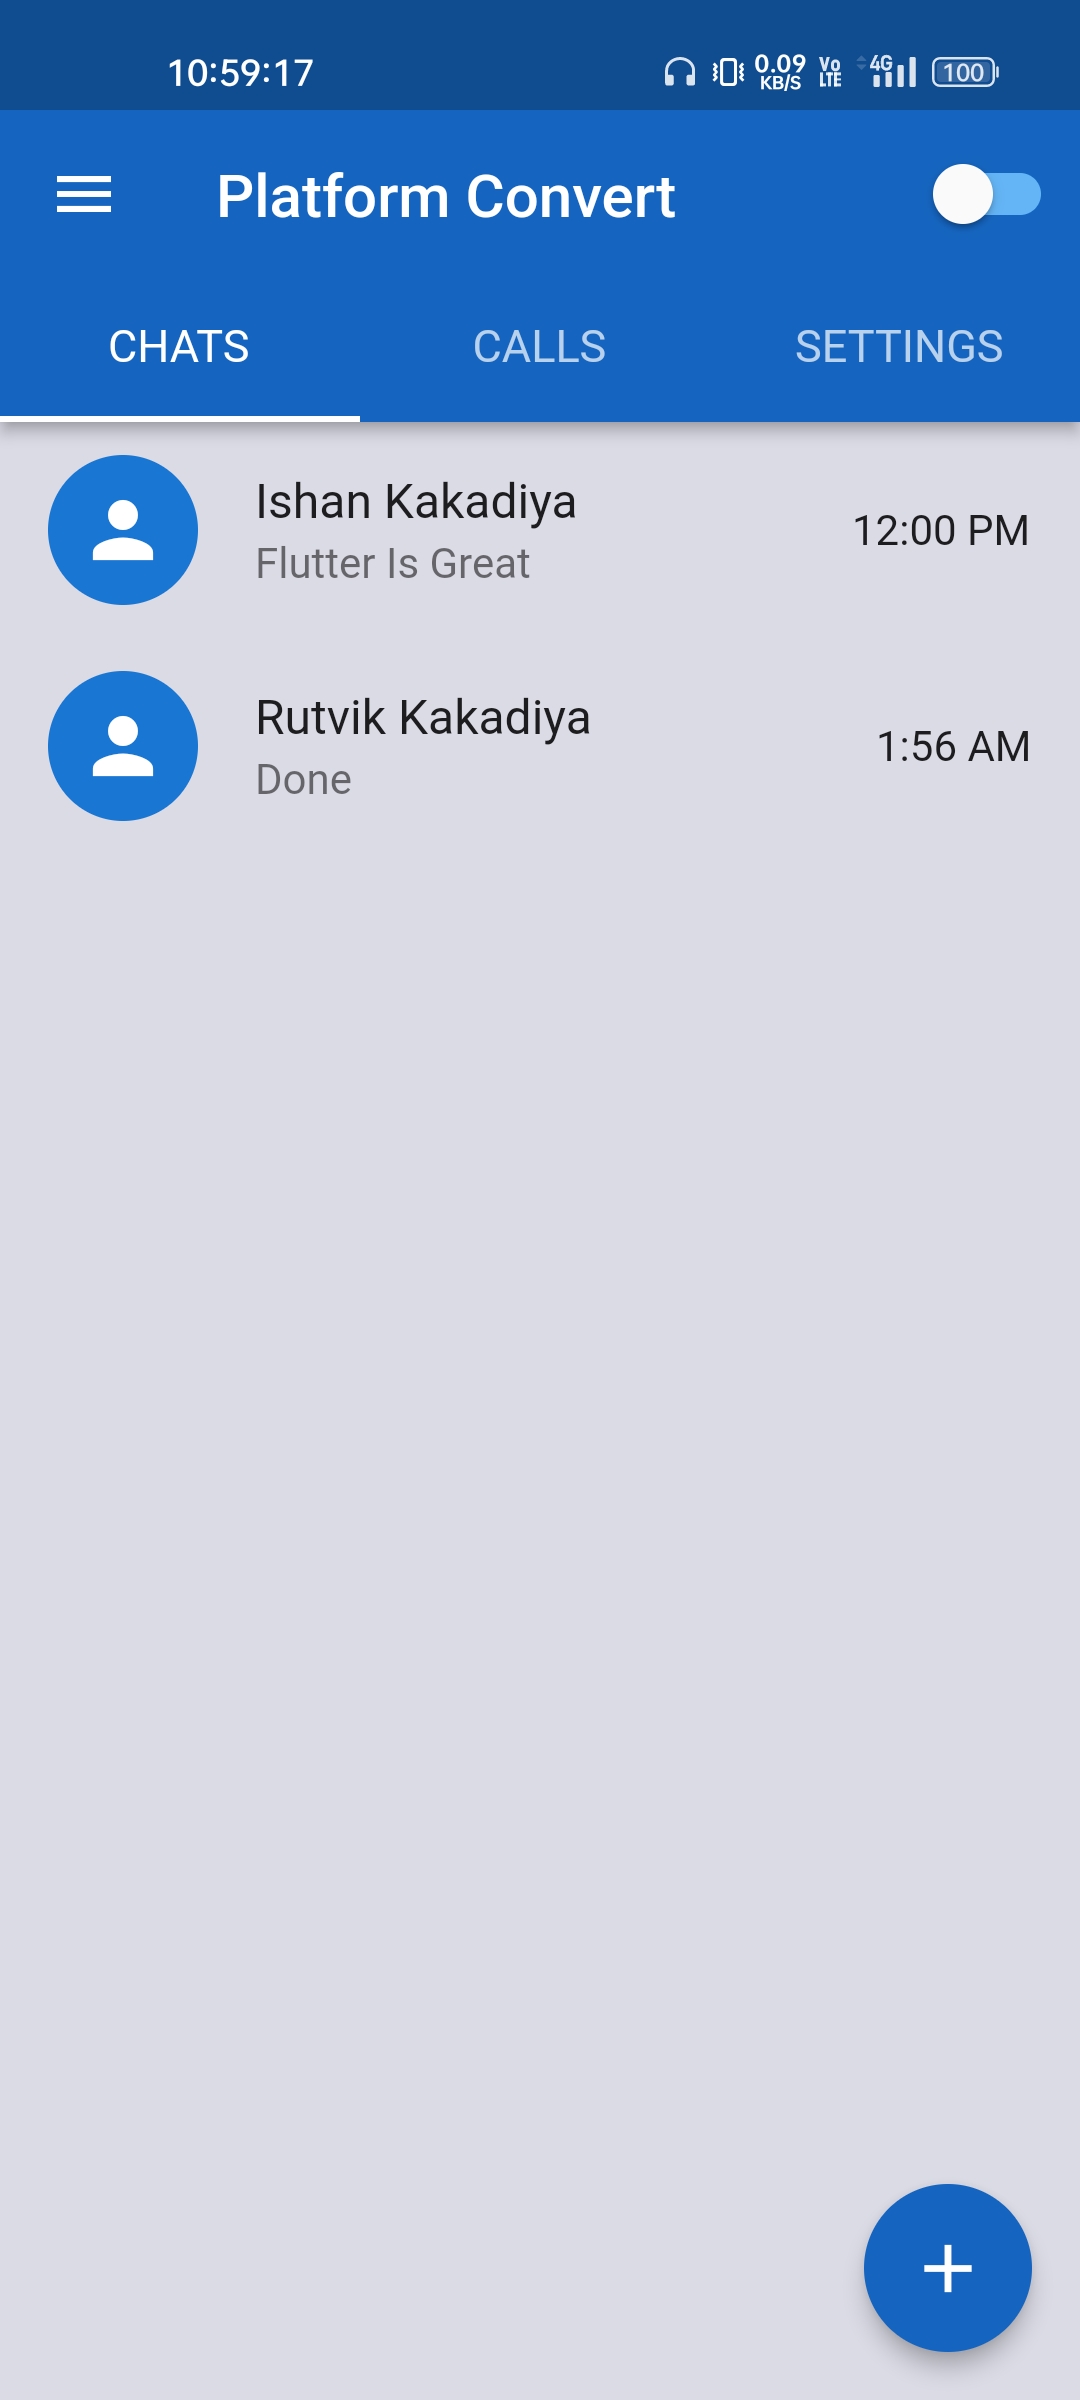 10:59:17 0.09 KB/S Vo LTE 4G 100
Platform Convert
CHATS CALLS SETTINGS
Ishan Kakadiya
Flutter Is Great
12:00 PM
Rutvik Kakadiya
Done
1:56 AM